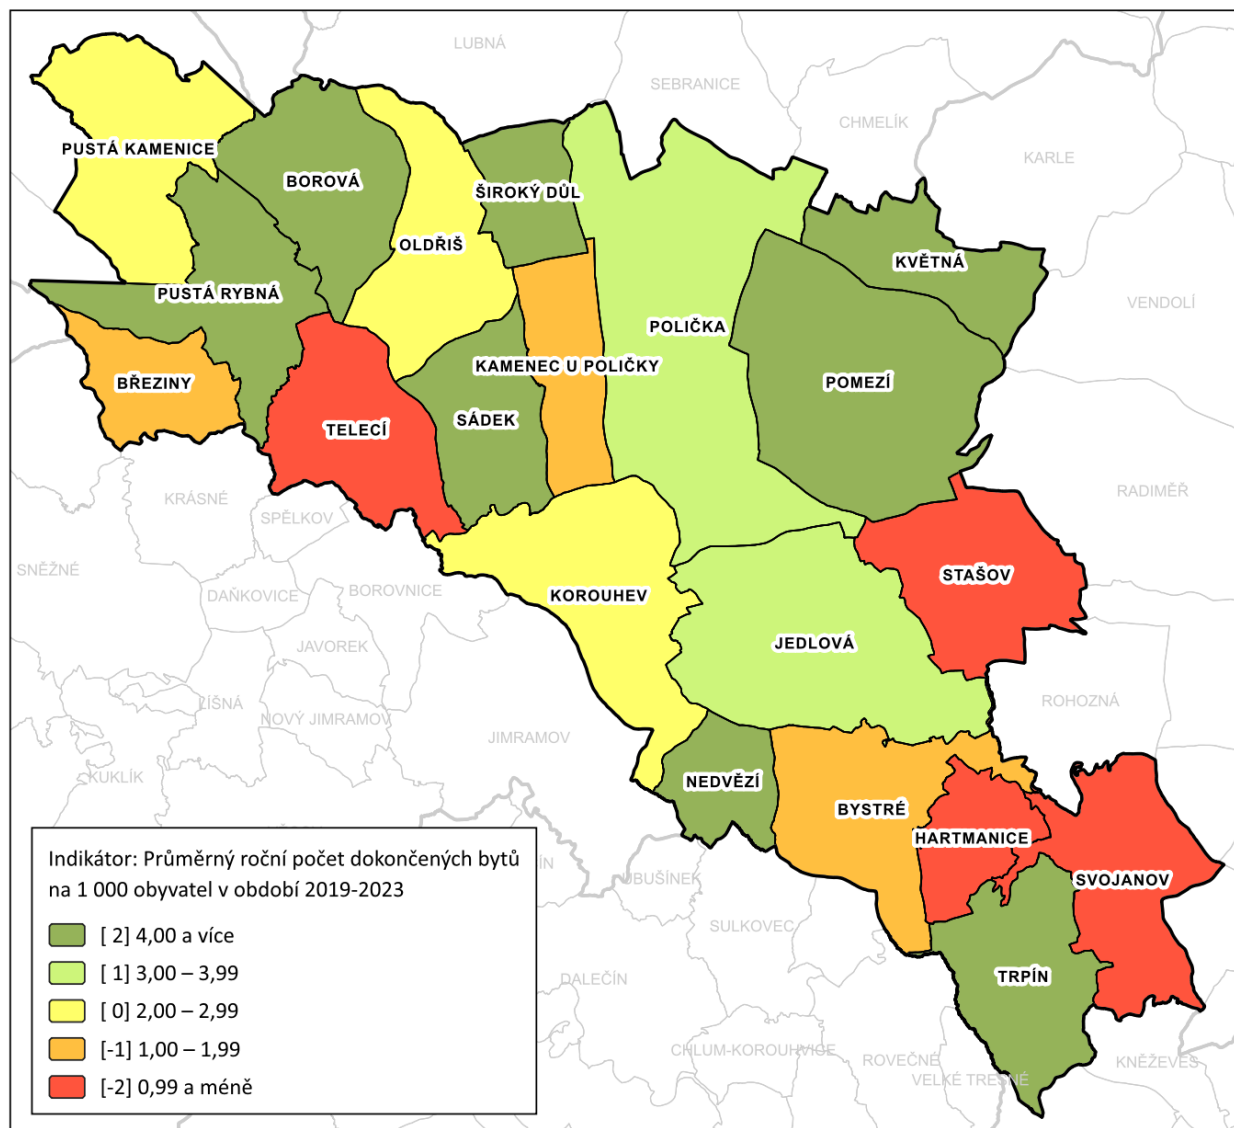 LUBNÁ
SEBRANICE
CHMELÍK
KARLE
PUSTÁ KAMENICE
BOROVÁ
ŠIROKÝ DŮL
OLDŘIŠ
KVĚTNÁ
PUSTÁ RYBNÁ
VENDOLÍ
POLIČKA
KAMENEC U POLIČKY
BŘEZINY
POMEZÍ
SÁDEK
TELECÍ
KRÁSNÉ
RADIMĚŘ
SPĚLKOV
SNĚŽNÉ
STAŠOV
DAŇKOVICE
BOROVNICE
KOROUHEV
JAVOREK
JEDLOVÁ
LÍŠNÁ
ROHOZNÁ
NOVÝ JIMRAMOV
JIMRAMOV
KUKLÍK
NEDVĚZÍ
BYSTRÉ
HARTMANICE
UBUŠÍNEK
SVOJANOV
SULKOVEC
TRPÍN
DALEČÍN
CHLUM-KOROUHVICE
ROVEČNÉ
KNĚŽEVES
VELKÉ TRESNÉ
Indikátor: Průměrný roční počet dokončených bytů
na 1 000 obyvatel v období 2019-2023
[ 2] 4,00 a více
[ 1] 3,00 – 3,99
[ 0] 2,00 – 2,99
[-1] 1,00 – 1,99
[-2] 0,99 a méně